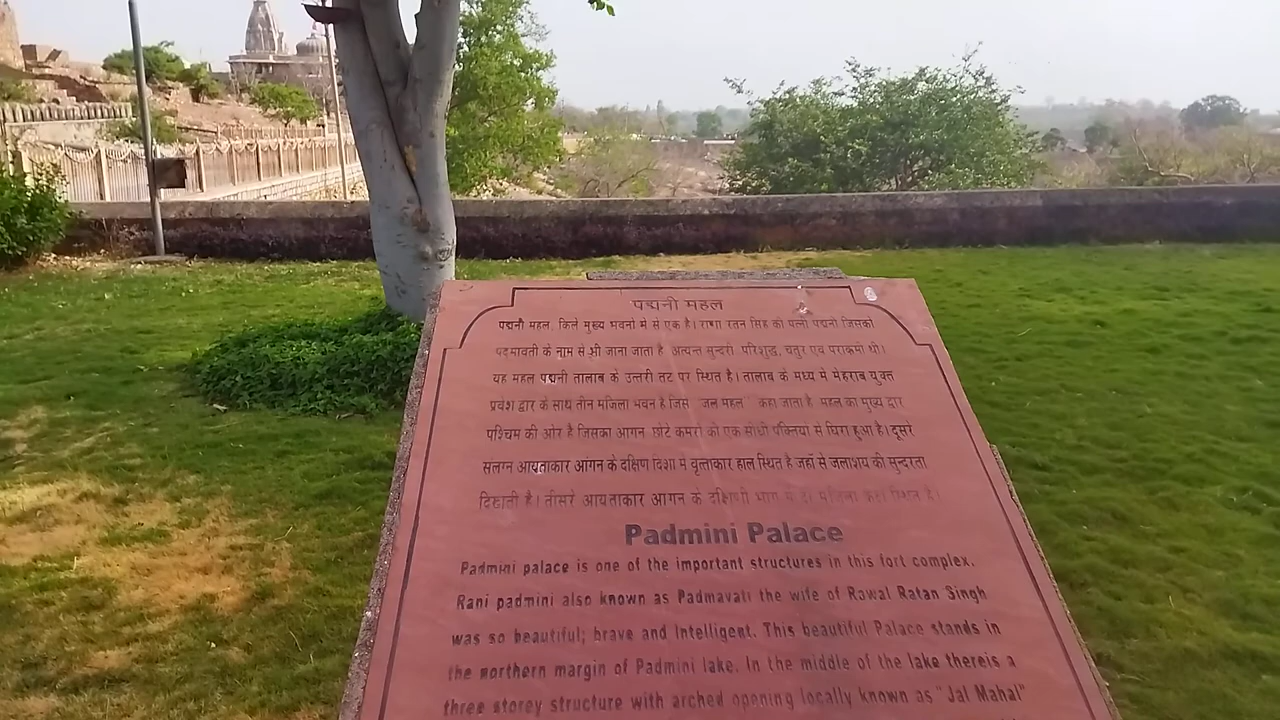 पद्मनी महल
पद्मनी महल, किले मुख्य भवनों में से एक है। राणा रतन सिंह की पत्नी पद्मनी जिसको
पदमावती के नाम से भी जाना जाता है अत्यन्त सुन्दरी, परिशुद्ध, चतुर एवं पराक्रमी थी।
यह महल पद्मनी तालाब के उत्तरी तट पर स्थित है। तालाब के मध्य में मेहराब युक्त
प्रवेश द्वार के साथ तीन मंजिला भवन है जिसे "जल महल" कहा जाता है महल का मुख्य द्वार
पश्चिम की ओर है जिसका आंगन छोटे कमरों की एक सीधी पंक्तियों से घिरा हुआ है। दूसरे
संलग्न आयताकार आंगन के दक्षिण दिशा में वृत्ताकार हाल स्थित है जहाँ से जलाशय की सुन्दरता
दिखाती है। तीसरे आयताकार आंगन के दक्षिणी भाग में दो मंजिला कक्ष स्थित है।
Padmini Palace
Padmini palace is one of the important structures in this fort complex.
Rani padmini also known as Padmavati the wife of Rawal Ratan Singh
was so beautiful; brave and Intelligent. This beautiful Palace stands in
the northern margin of Padmini lake. In the middle of the lake thereis a
three storey structure with arched opening locally known as "Jal Mahal"